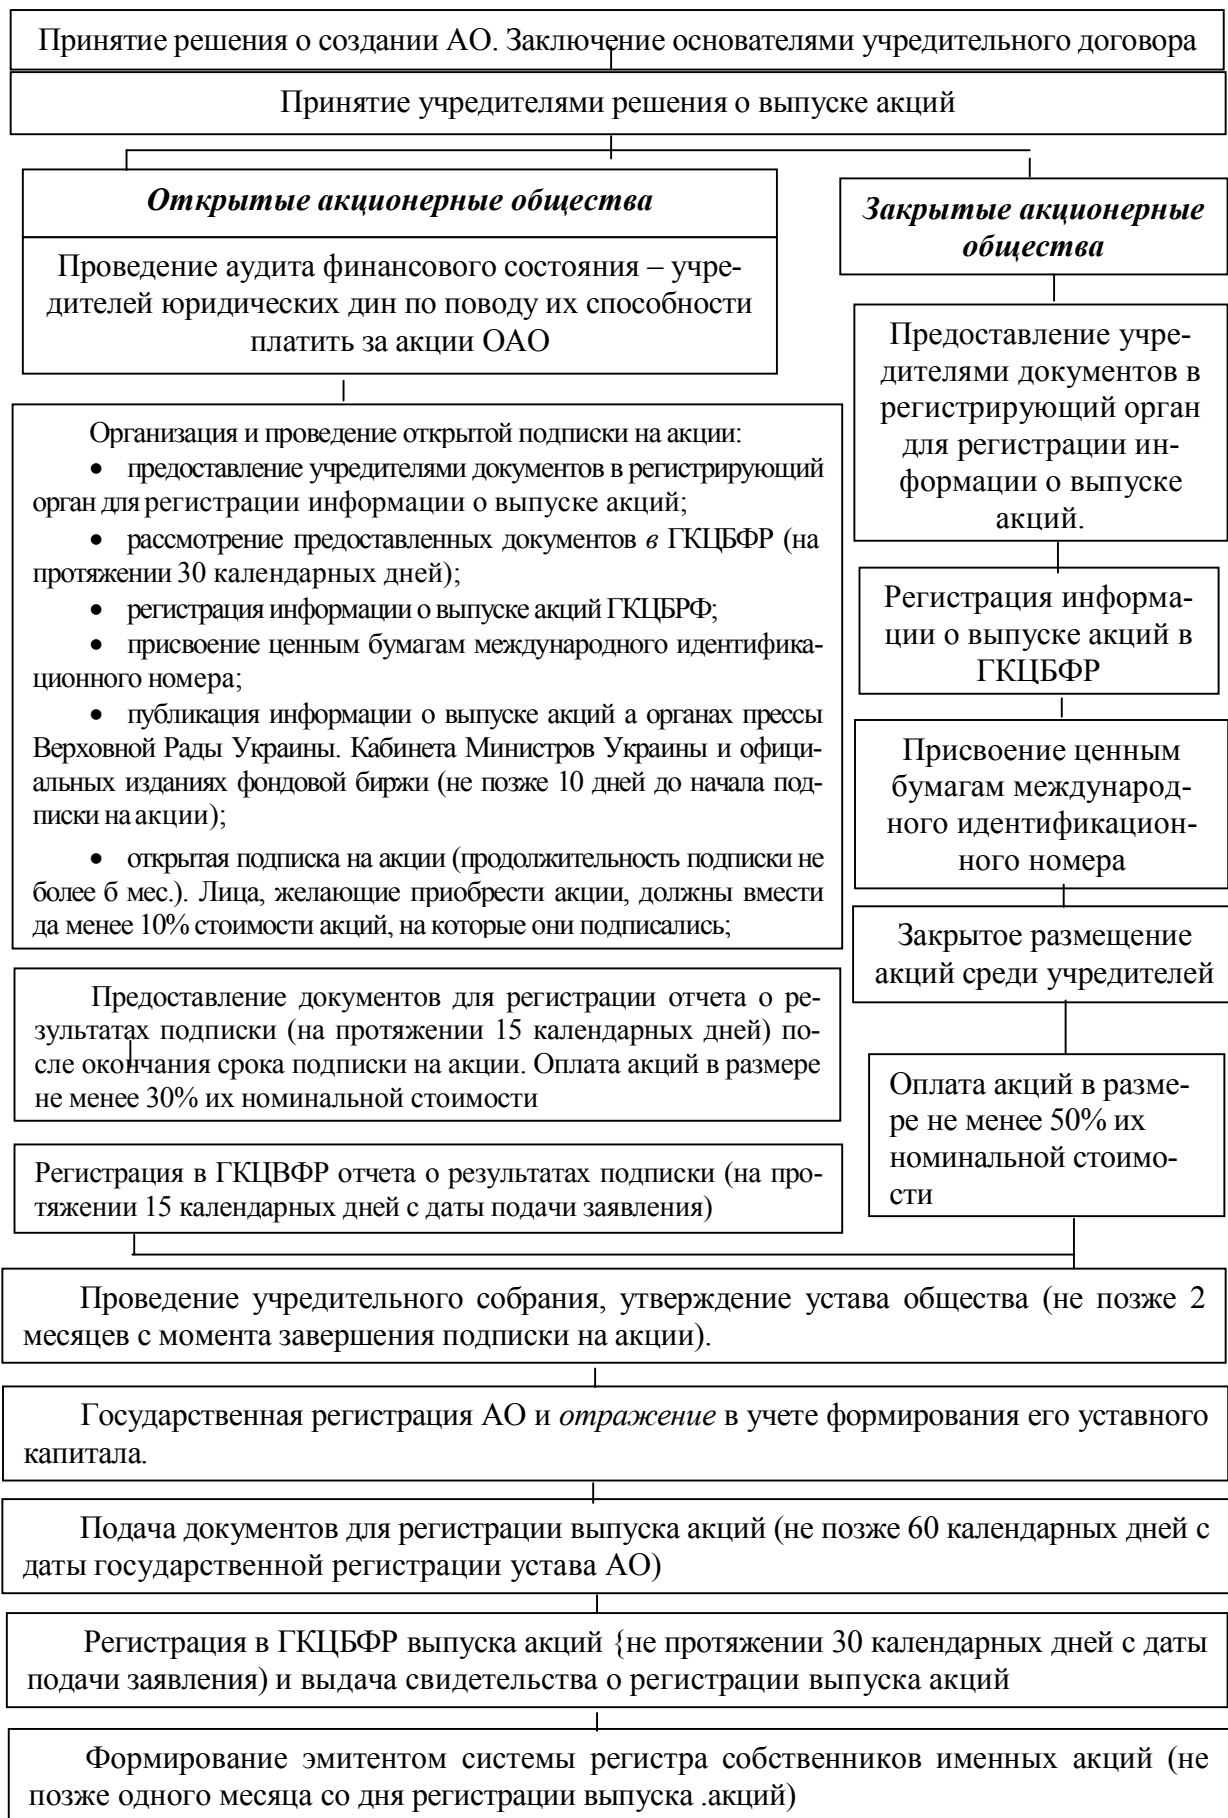 Принятие решения о создании АО. Заключение основателями учредительного договора
Принятие учредителями решения о выпуске акций
Открытые акционерные общества
Проведение аудита финансового состояния – учре-
дителей юридических дин по поводу их способности
платить за акции ОАО
Организация и проведение открытой подписки на акции:
• предоставление учредителями документов в регистрирующий
орган для регистрации информации о выпуске акций;
• рассмотрение предоставленных документов в ГКЦБФР (на
протяжении 30 календарных дней);
• регистрация информации о выпуске акций ГКЦБРФ;
• присвоение ценным бумагам международного идентифика-
ционного номера;
• публикация информации о выпуске акций а органах прессы
Верховной Рады Украины. Кабинета Министров Украины и офици-
альных изданиях фондовой биржи (не позже 10 дней до начала под-
писки на акции);
• открытая подписка на акции (продолжительность подписки не
более б мес.). Лица, желающие приобрести акции, должны вмести
да менее 10% стоимости акций, на которые они подписались;
Предоставление документов для регистрации отчета о ре-
зультатах подписки (на протяжении 15 календарных дней) по-
сле окончания срока подписки на акции. Оплата акций в размере
не менее 30% их номинальной стоимости
Регистрация в ГКЦВФР отчета о результатах подписки (на про-
тяжении 15 календарных дней с даты подачи заявления)
Закрытые акционерные
общества
Предоставление учре-
дителями документов в
регистрирующий орган
для регистрации ин-
формации о выпуске
акций.
Регистрация информа-
ции о выпуске акций в
ГКЦБФР
Присвоение ценным
бумагам международ-
ного идентификацион-
ного номера
Закрытое размещение
акций среди учредителей
Оплата акций в разме-
ре не менее 50% их
номинальной стоимо-
сти
Проведение учредительного собрания, утверждение устава общества (не позже 2
месяцев с момента завершения подписки на акции).
Государственная регистрация АО и отражение в учете формирования его уставного
капитала.
Подача документов для регистрации выпуска акций (не позже 60 календарных дней с
даты государственной регистрации устава АО)
Регистрация в ГКЦБФР выпуска акций {не протяжении 30 календарных дней с даты
подачи заявления) и выдача свидетельства о регистрации выпуска акций
Формирование эмитентом системы регистра собственников именных акций (не
позже одного месяца со дня регистрации выпуска .акций)